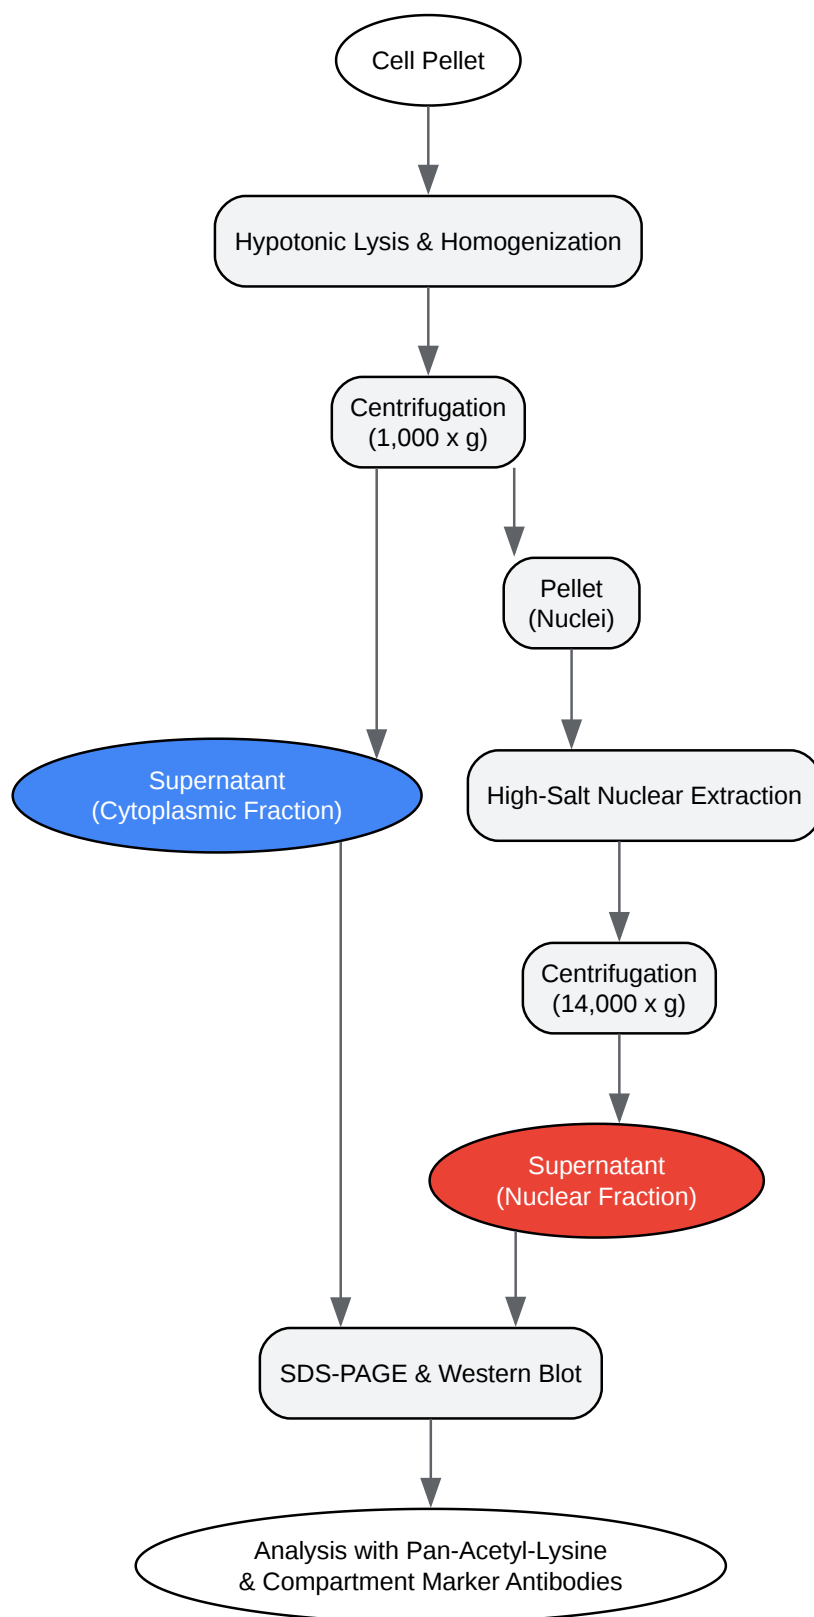 Cell Pellet
Hypotonic Lysis & Homogenization
Centrifugation
(1,000 x g)
Pellet
(Nuclei)
Supernatant
(Cytoplasmic Fraction)
High-Salt Nuclear Extraction
Centrifugation
(14,000 x g)
Supernatant
(Nuclear Fraction)
SDS-PAGE & Western Blot
Analysis with Pan-Acetyl-Lysine
& Compartment Marker Antibodies